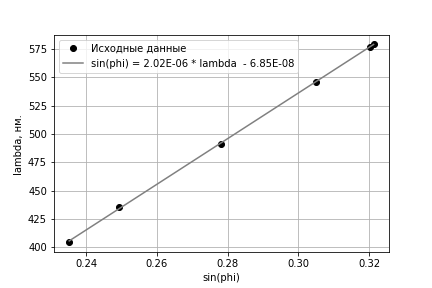 Исходные данные
sin(phi) = 2.02E-06 * lambda  - 6.85E-08
575
550
525
500
475
450
425
400
lambda, нм.
0.24 0.26 0.28 0.30 0.32
sin(phi)